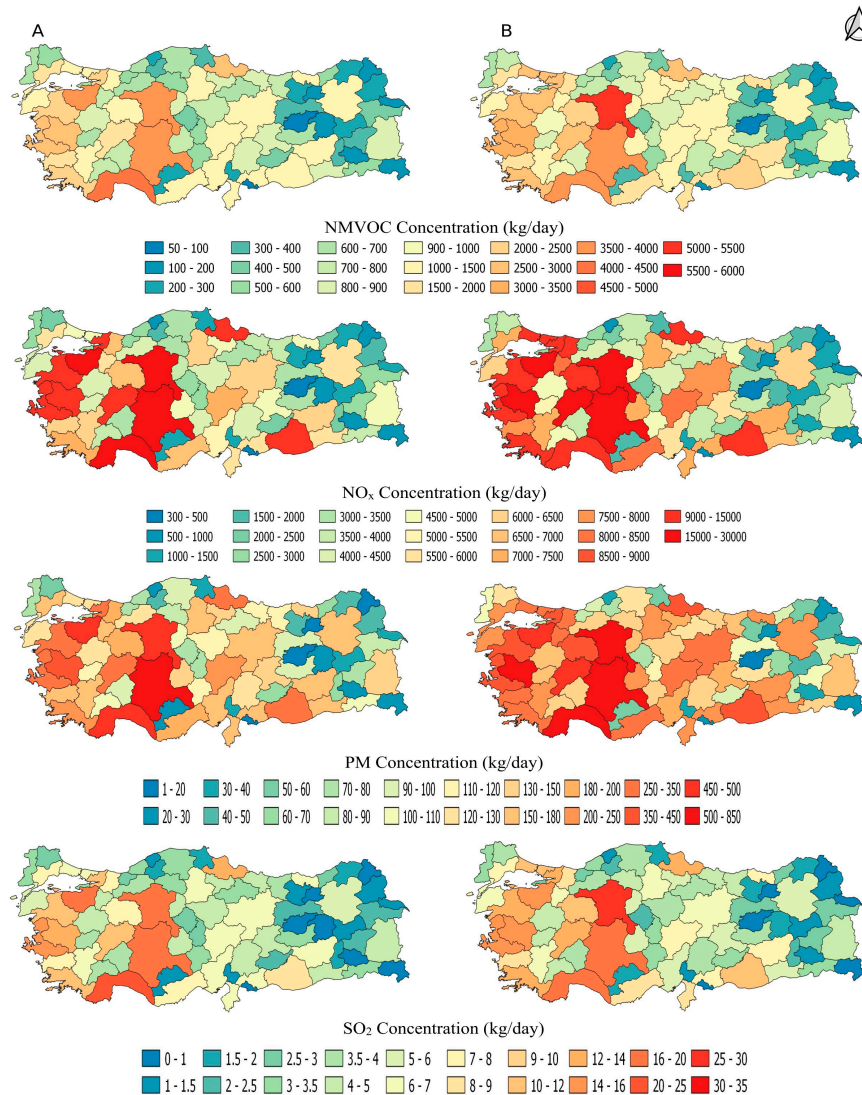 A B
NMVOC Concentration (kg/day)
50 - 100 300 - 400 600 - 700 900 - 1000 2000 - 2500 3500 - 4000 5000 - 5500
100 - 200 400 - 500 700 - 800 1000 - 1500 2500 - 3000 4000 - 4500 5500 - 6000
200 - 300 500 - 600 800 - 900 1500 - 2000 3000 - 3500 4500 - 5000
NOₓ Concentration (kg/day)
300 - 500 1500 - 2000 3000 - 3500 4500 - 5000 6000 - 6500 7500 - 8000 9000 - 15000
500 - 1000 2000 - 2500 3500 - 4000 5000 - 5500 6500 - 7000 8000 - 8500 15000 - 30000
1000 - 1500 2500 - 3000 4000 - 4500 5500 - 6000 7000 - 7500 8500 - 9000
PM Concentration (kg/day)
1 - 20 30 - 40 50 - 60 70 - 80 90 - 100 110 - 120 130 - 150 180 - 200 250 - 350 450 - 500
20 - 30 40 - 50 60 - 70 80 - 90 100 - 110 120 - 130 150 - 180 200 - 250 350 - 450 500 - 850
SO₂ Concentration (kg/day)
0 - 1 1.5 - 2 2.5 - 3 3.5 - 4 5 - 6 7 - 8 9 - 10 12 - 14 16 - 20 25 - 30
1 - 1.5 2 - 2.5 3 - 3.5 4 - 5 6 - 7 8 - 9 10 - 12 14 - 16 20 - 25 30 - 35